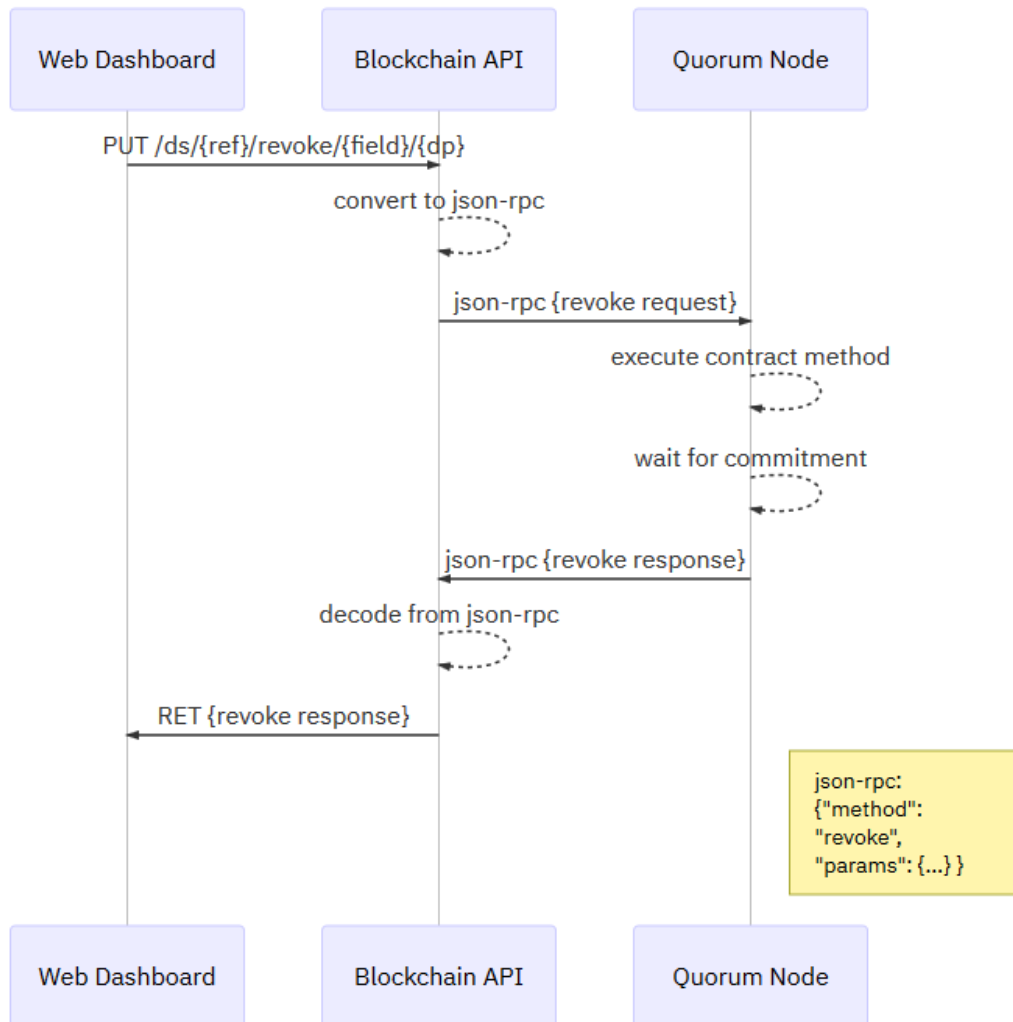 Web Dashboard
Blockchain API
Quorum Node
PUT /ds/{ref}/revoke/{field}/{dp}
convert to json-rpc
json-rpc {revoke request}
execute contract method
wait for commitment
json-rpc {revoke response}
decode from json-rpc
RET {revoke response}
json-rpc:
{"method":
"revoke",
"params": {...} }
Web Dashboard
Blockchain API
Quorum Node